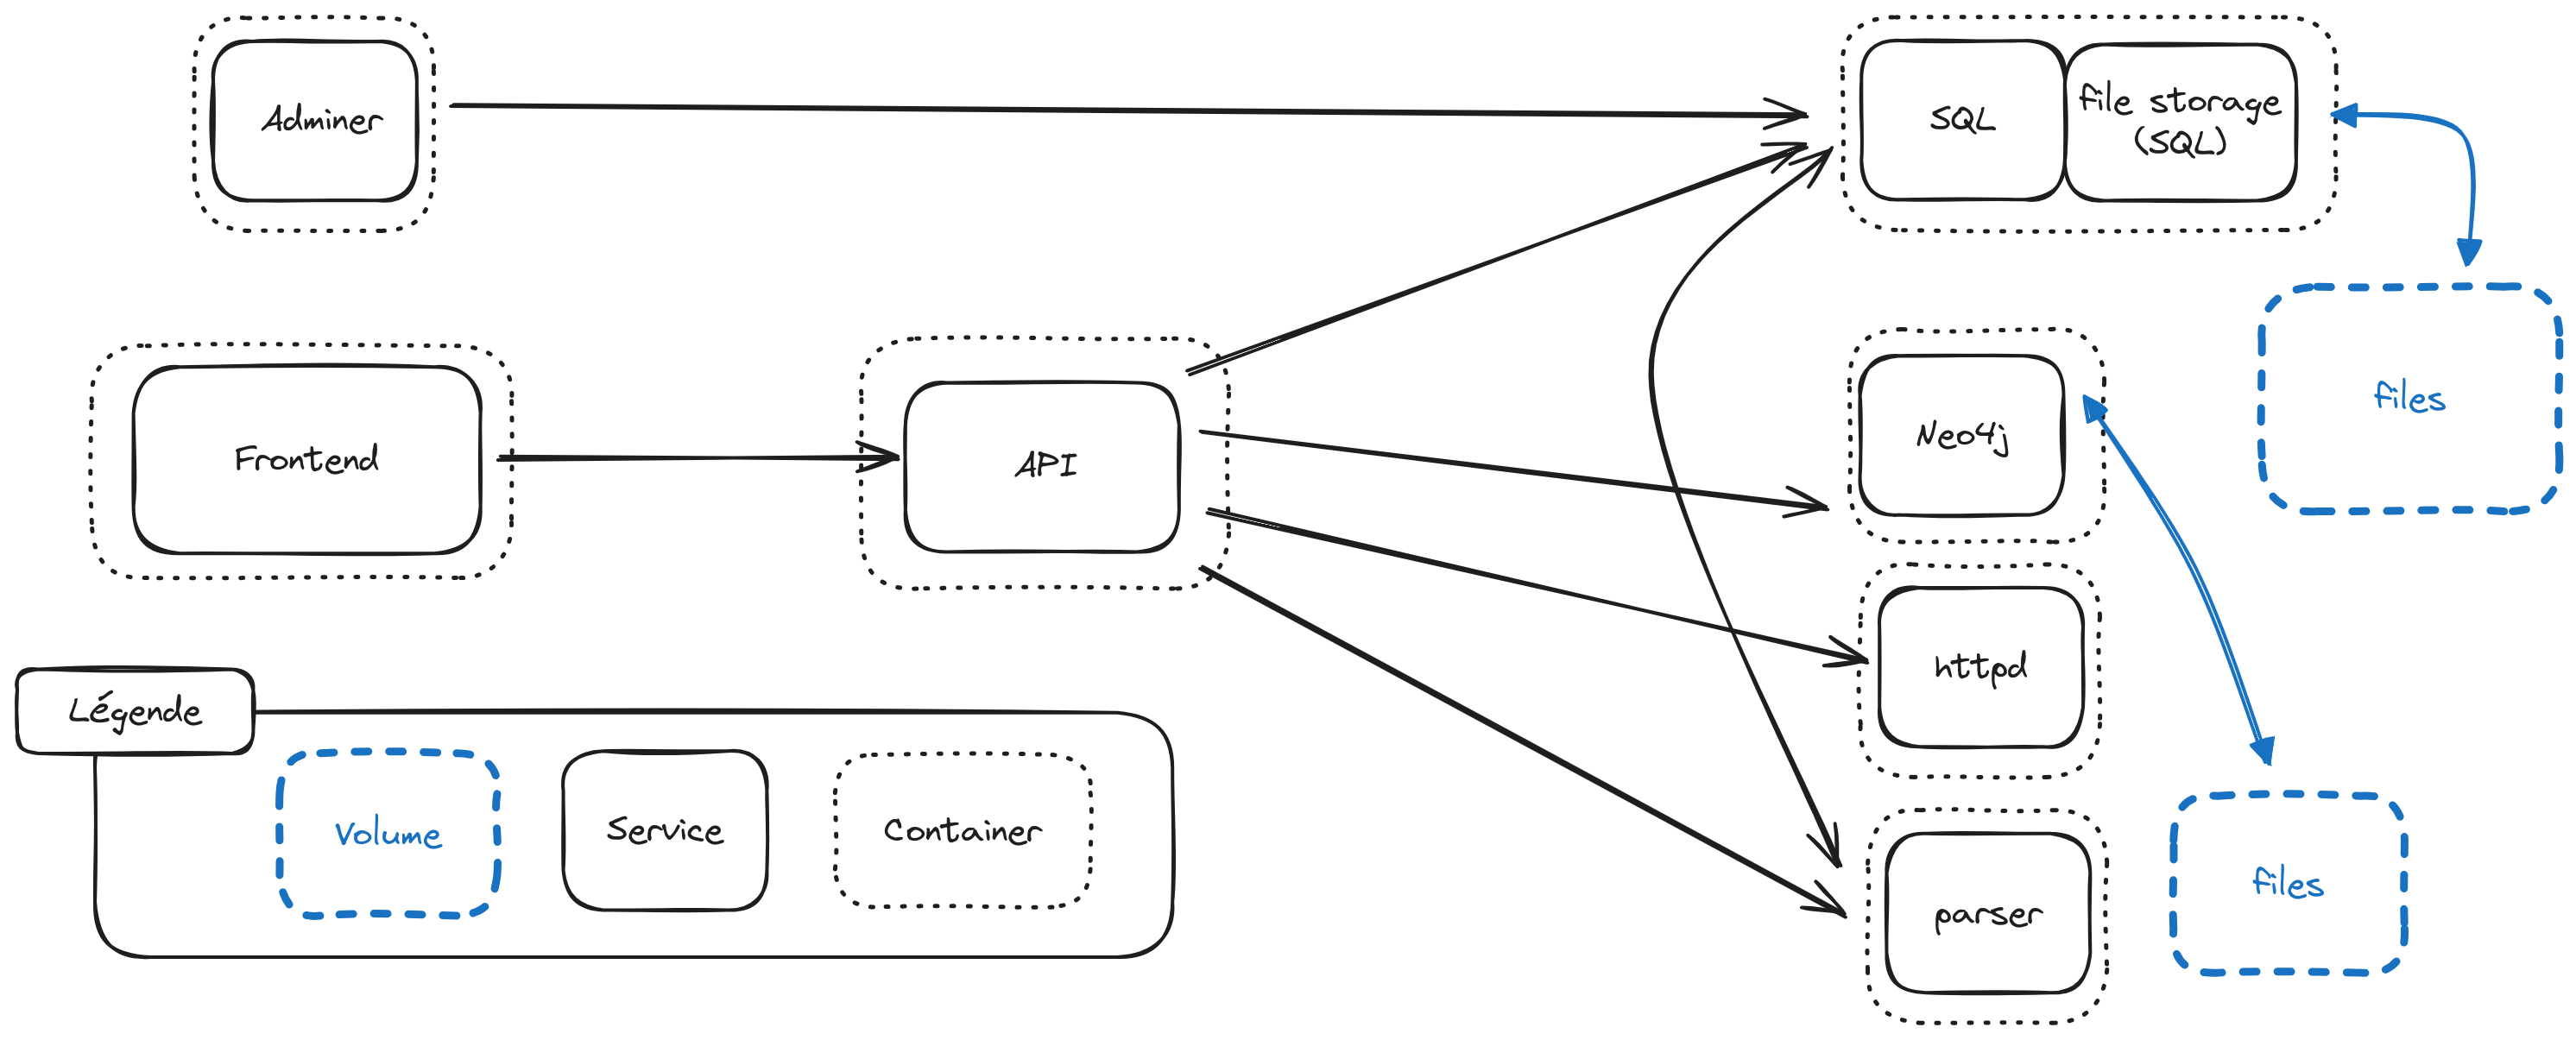 Adminer
SQL
file storage
(SQL)
files
Frontend
API
Neo4j
httpd
Légende
Volume
Service
Container
files
parser